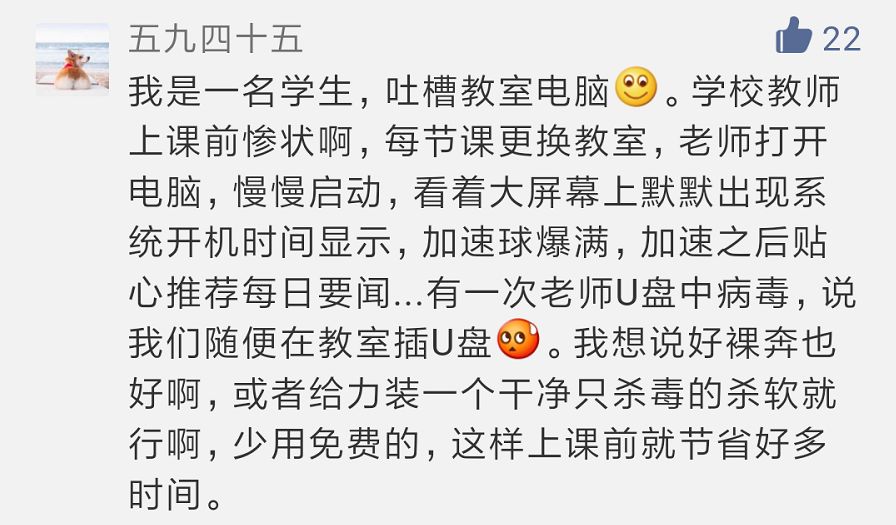 五九四十五
22
我是一名学生，吐槽教室电脑🙂。学校教师
上课前惨状啊，每节课更换教室，老师打开
电脑，慢慢启动，看着大屏幕上默默出现系
统开机时间显示，加速球爆满，加速之后贴
心推荐每日要闻...有一次老师U盘中病毒，说
我们随便在教室插U盘😳。我想说好裸奔也
好啊，或者给力装一个干净只杀毒的杀软就
行啊，少用免费的，这样上课前就节省好多
时间。